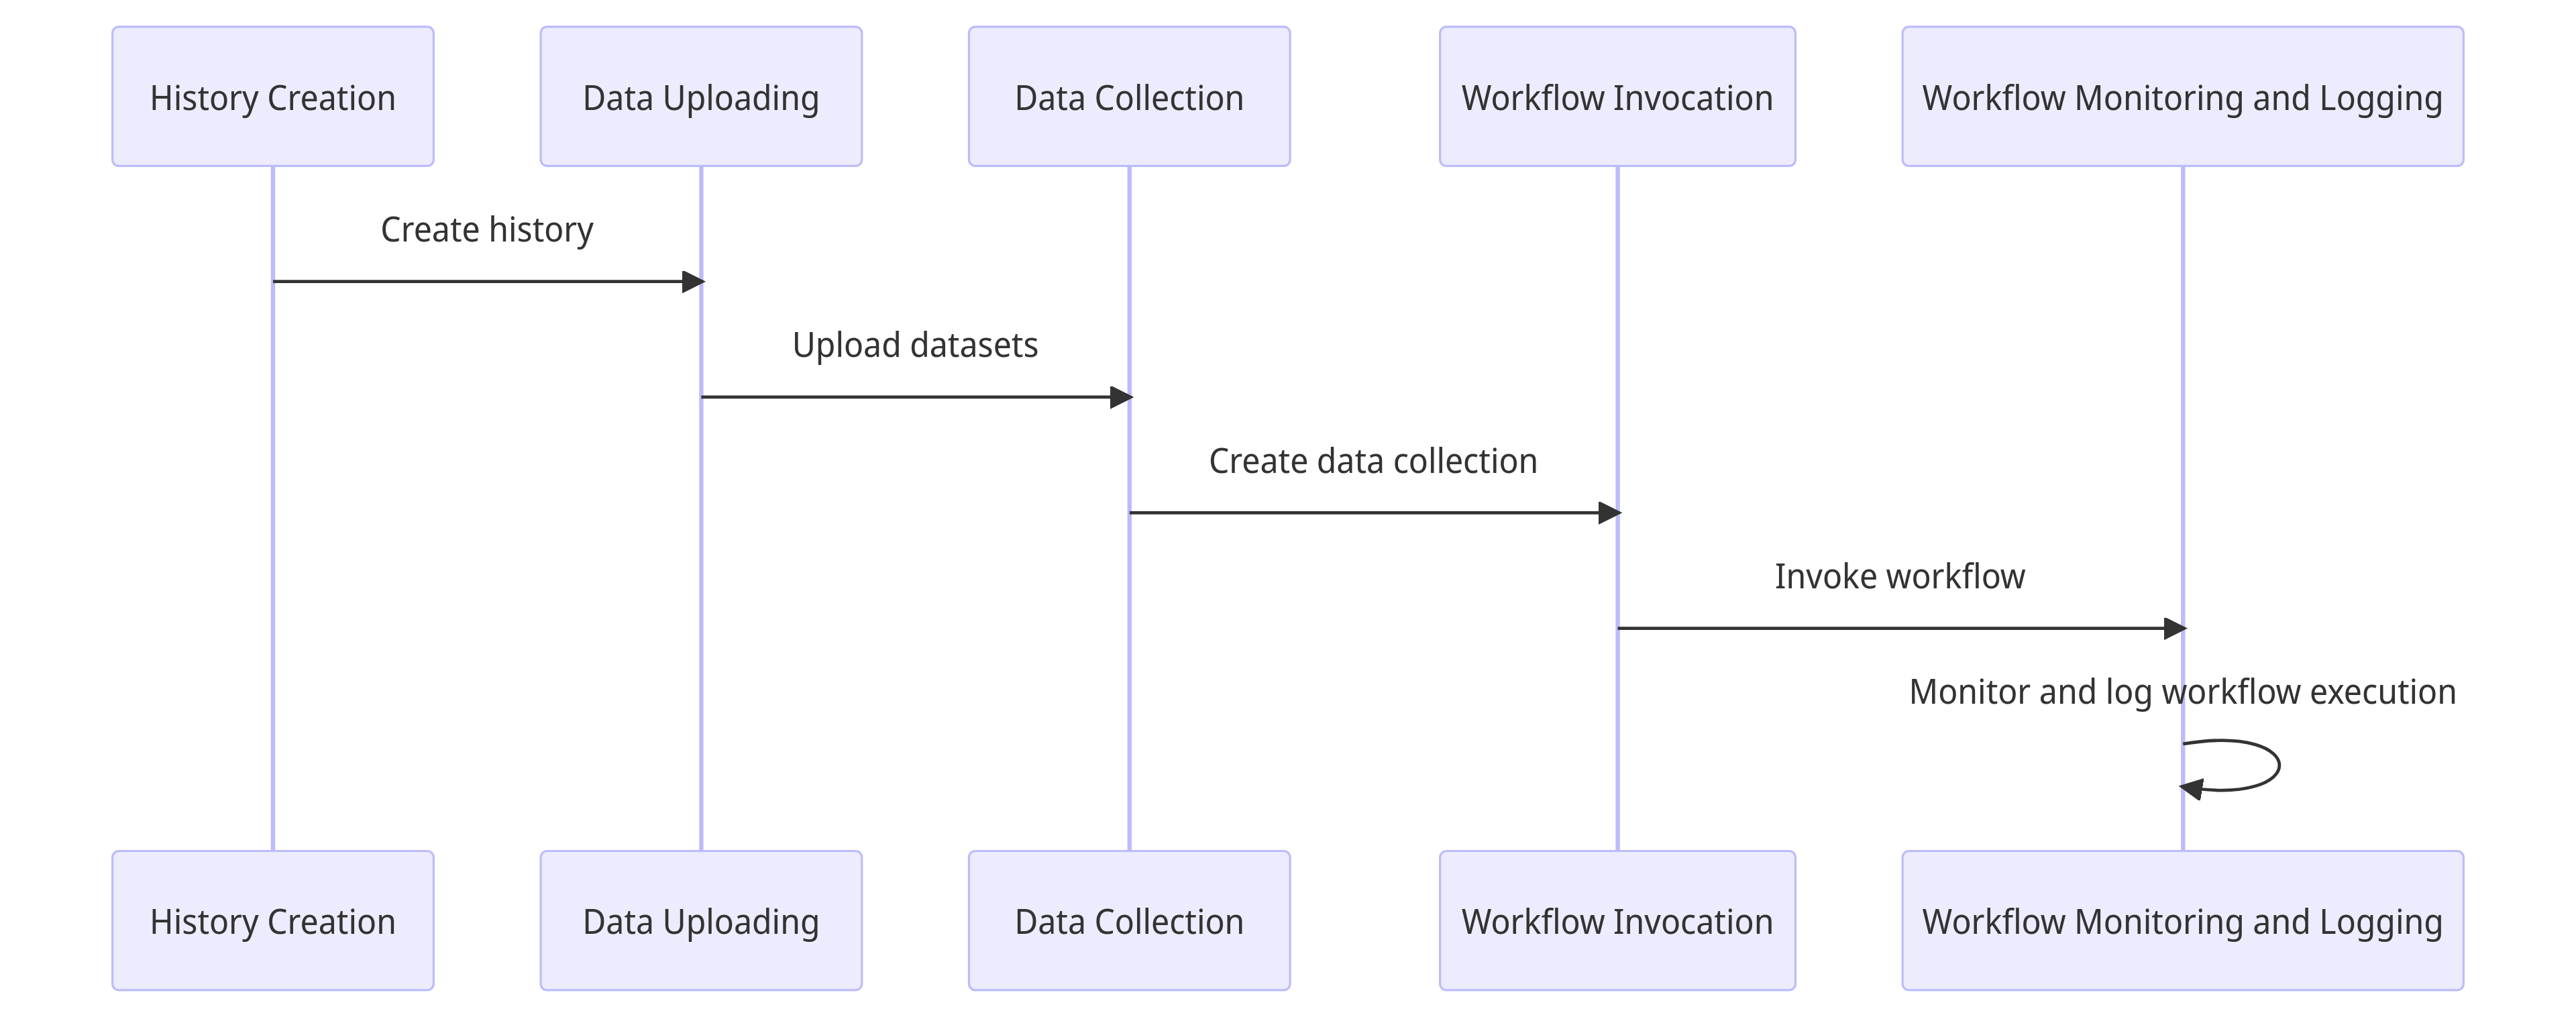 History Creation
Data Uploading
Data Collection
Workflow Invocation
Workflow Monitoring and Logging
Create history
Upload datasets
Create data collection
Invoke workflow
Monitor and log workflow execution
History Creation
Data Uploading
Data Collection
Workflow Invocation
Workflow Monitoring and Logging